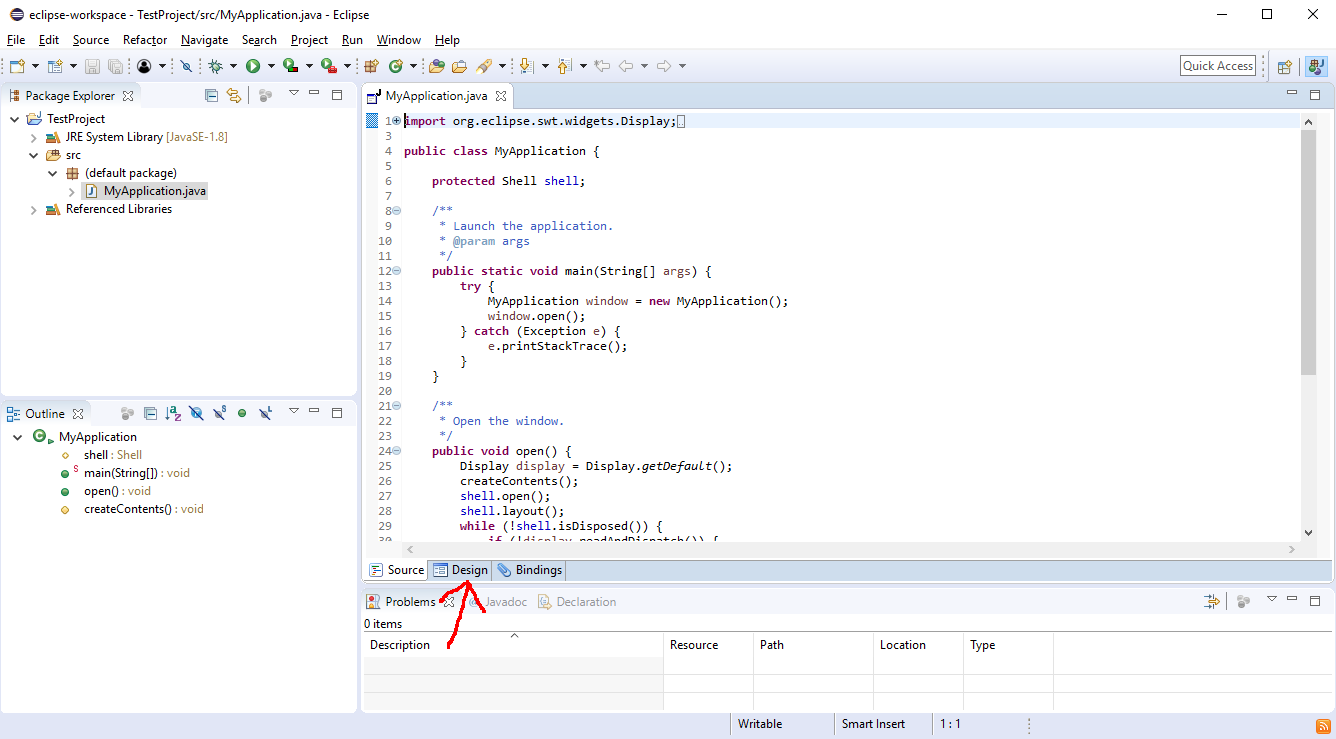 eclipse-workspace - TestProject/src/MyApplication.java - Eclipse
File Edit Source Refactor Navigate Search Project Run Window Help
Quick Access
Package Explorer
TestProject
JRE System Library [JavaSE-1.8]
src
(default package)
MyApplication.java
Referenced Libraries
Outline
MyApplication
shell : Shell
main(String[]) : void
open() : void
createContents() : void
MyApplication.java
1 import org.eclipse.swt.widgets.Display;
3
4 public class MyApplication {
5
6 protected Shell shell;
7
8 /**
9 * Launch the application.
10 * @param args
11 */
12 public static void main(String[] args) {
13 try {
14 MyApplication window = new MyApplication();
15 window.open();
16 } catch (Exception e) {
17 e.printStackTrace();
18 }
19 }
20
21 /**
22 * Open the window.
23 */
24 public void open() {
25 Display display = Display.getDefault();
26 createContents();
27 shell.open();
28 shell.layout();
29 while (!shell.isDisposed()) {
30 if (!display.readAndDispatch()) {
Source Design Bindings
Problems Javadoc Declaration
0 items
Description Resource Path Location Type
Writable Smart Insert 1 : 1